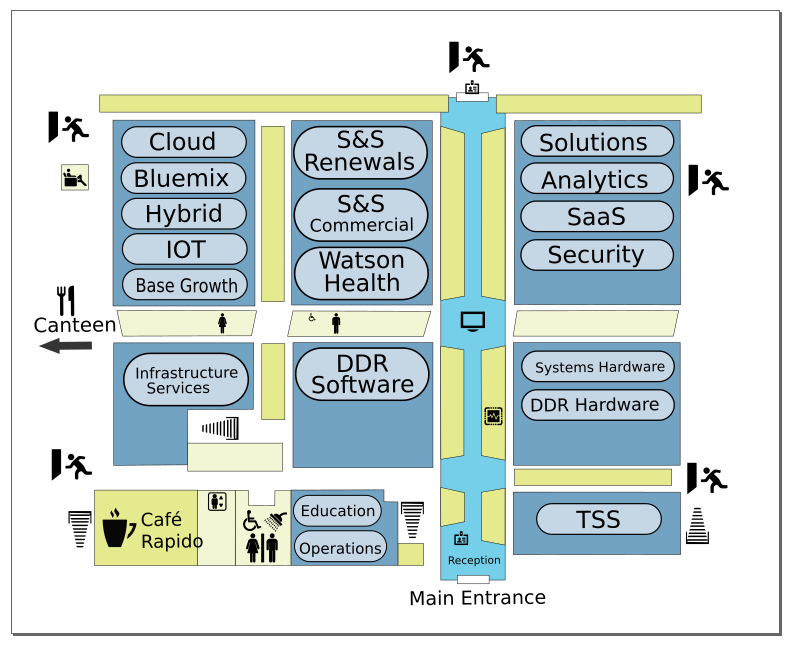 Cloud
Bluemix
Hybrid
IOT
Base Growth
S&S
Renewals
S&S
Commercial
Watson
Health
Solutions
Analytics
SaaS
Security
Canteen
Infrastructure
Services
DDR
Software
Systems Hardware
DDR Hardware
Café
Rapido
Education
Operations
Reception
TSS
Main Entrance